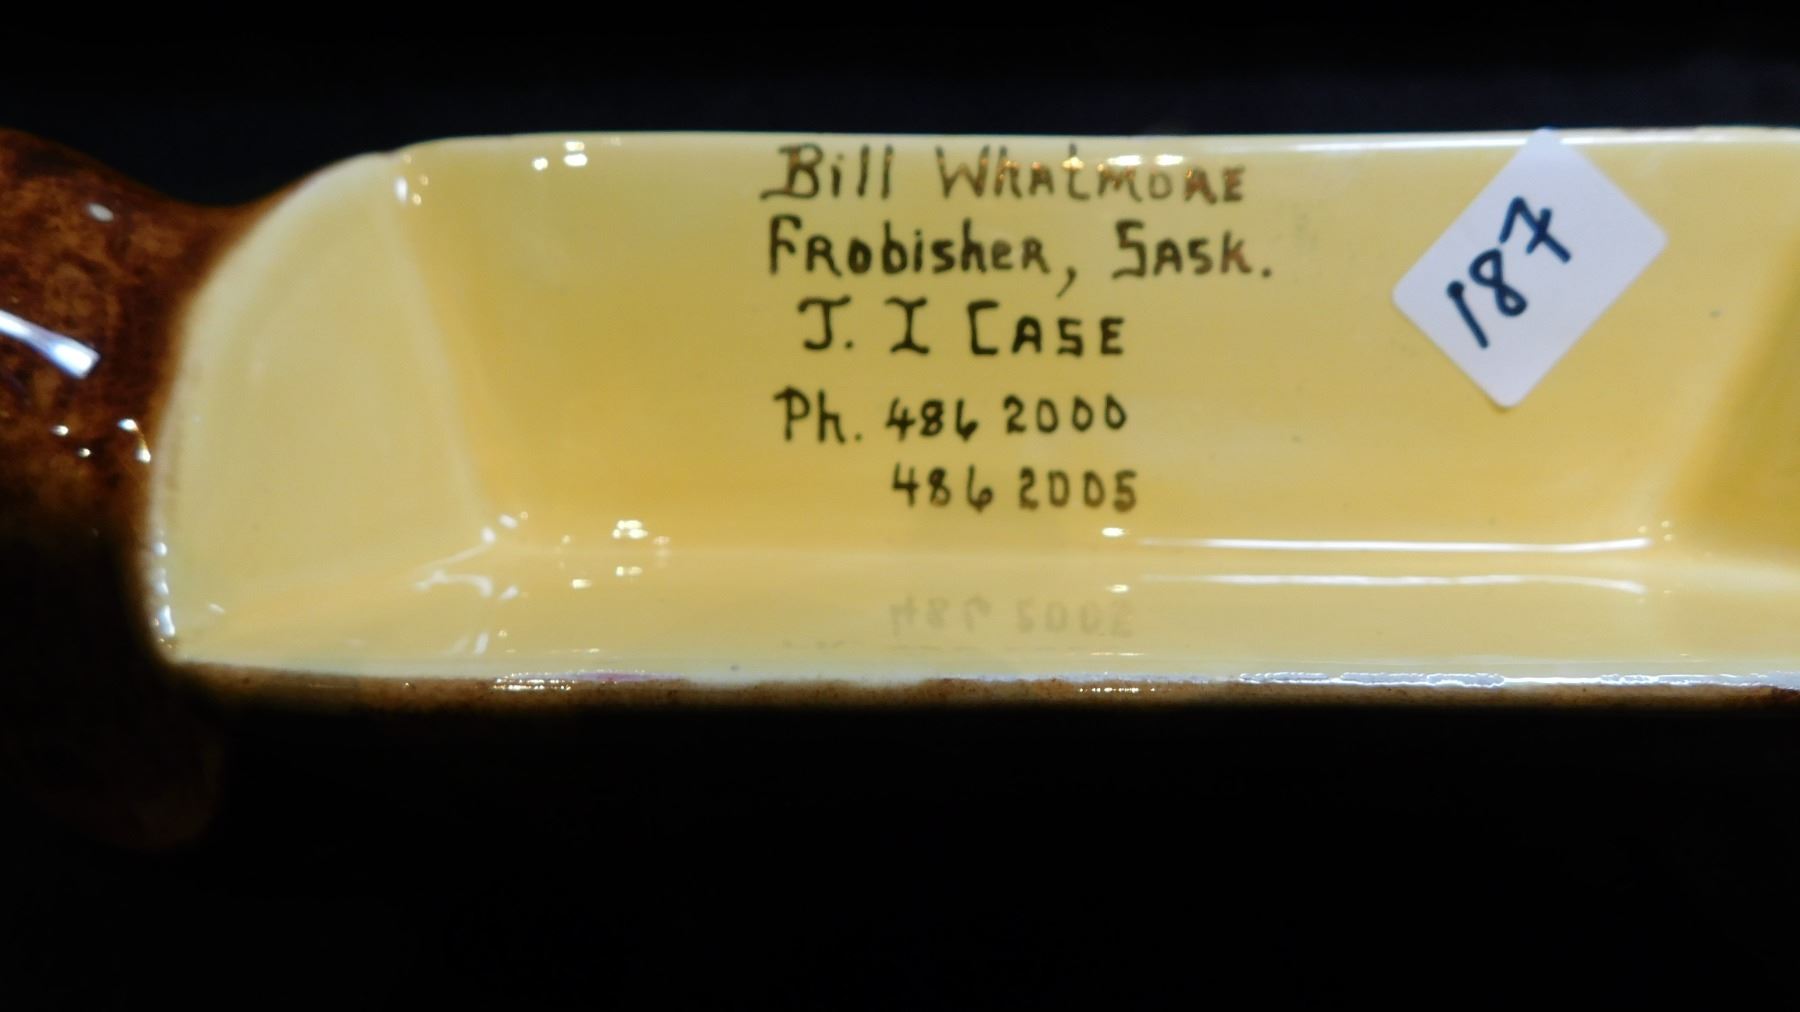 Bill Whatmore
Frobisher, Sask.
J. I Case
Ph. 486 2000
486 2005
187